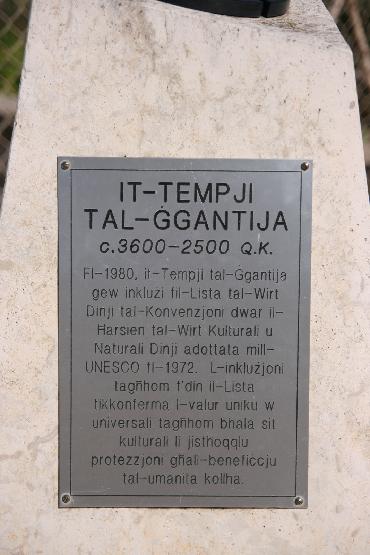 IT-TEMPJI
TAL-ĠGANTIJA
c.3600-2500 Q.K.
Fl-1980, it-Tempji tal-Ġgantija
ġew inklużi fil-Lista tal-Wirt
Dinji tal-Konvenzjoni dwar il-
Ħarsien tal-Wirt Kulturali u
Naturali Dinji adottata mill-
UNESCO fl-1972. L-inklużjoni
tagħhom f'din il-Lista
tikkonferma l-valur uniku w
universali tagħhom bħala sit
kulturali li jisthoqqlu
protezzjoni għall-benefiċċju
tal-umanita kollha.